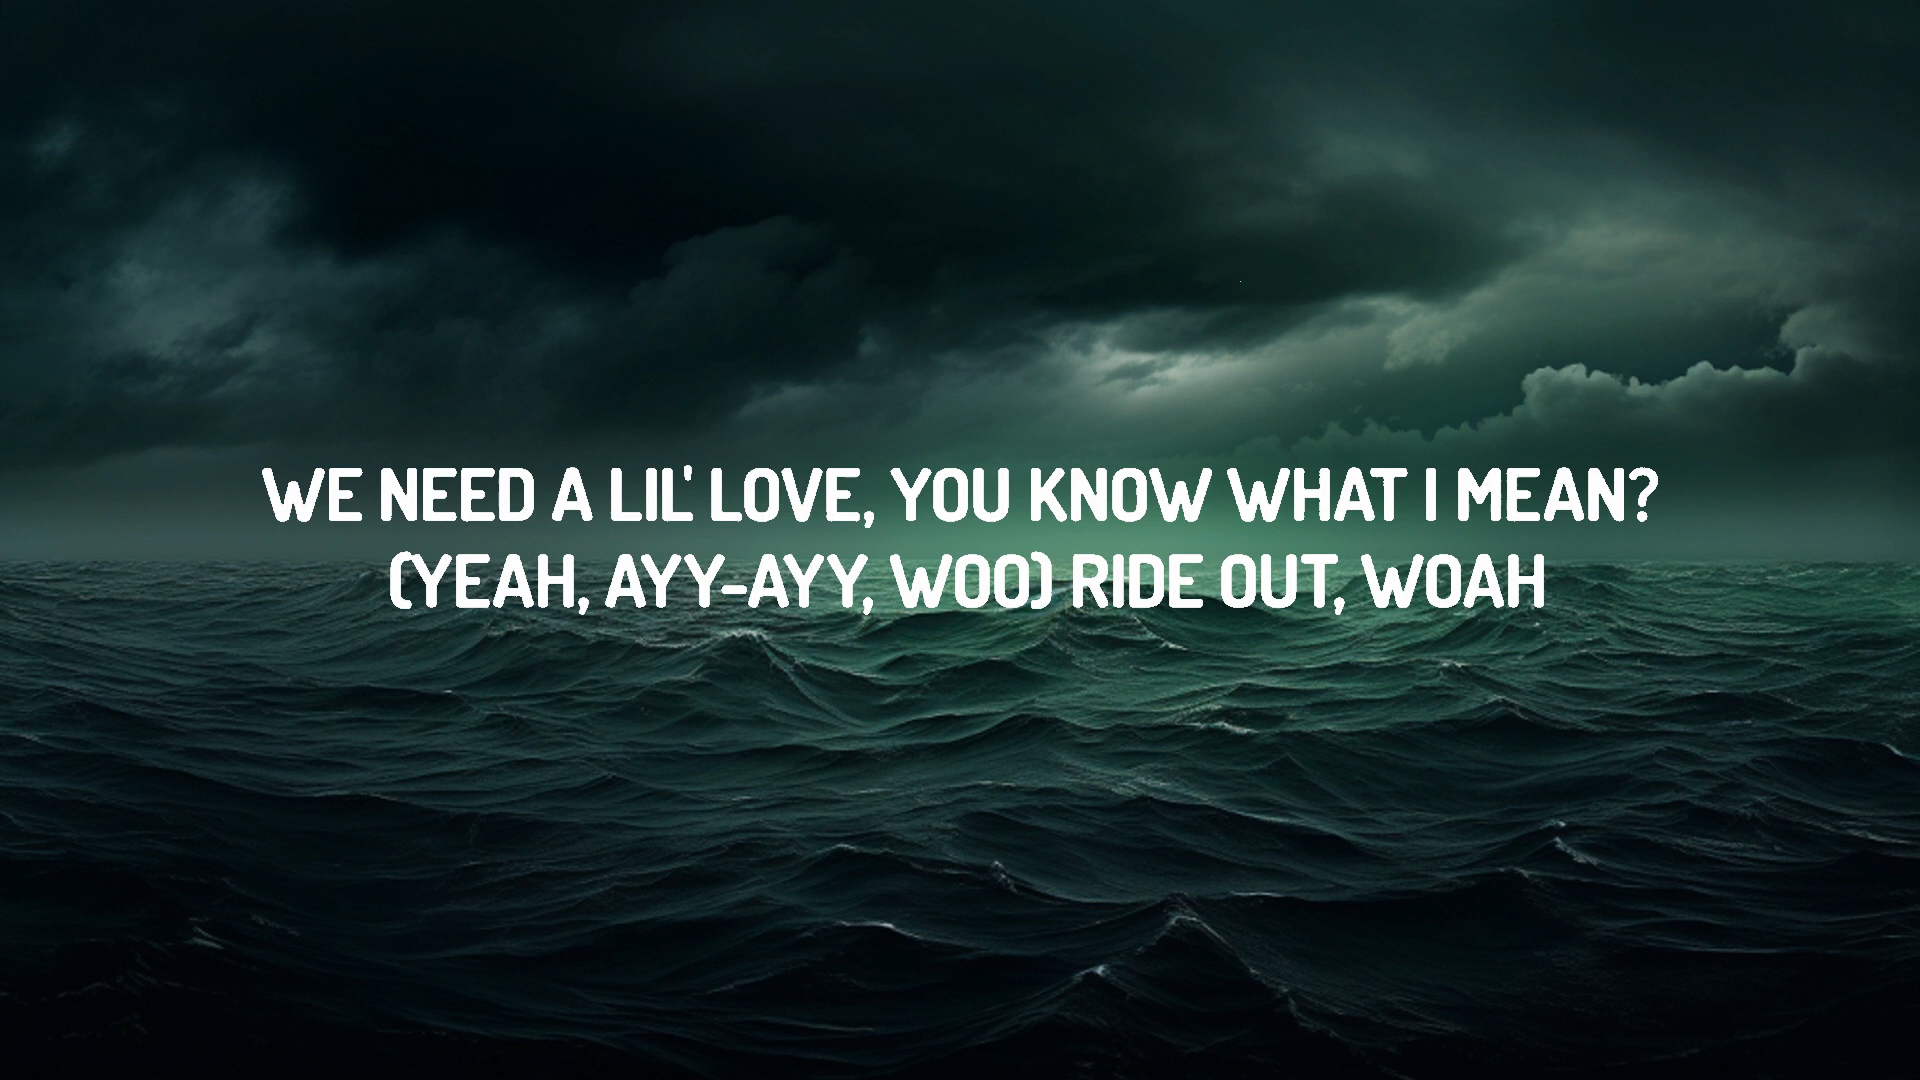 WE NEED A LIL' LOVE, YOU KNOW WHAT I MEAN?
(YEAH, AYY-AYY, WOO) RIDE OUT, WOAH